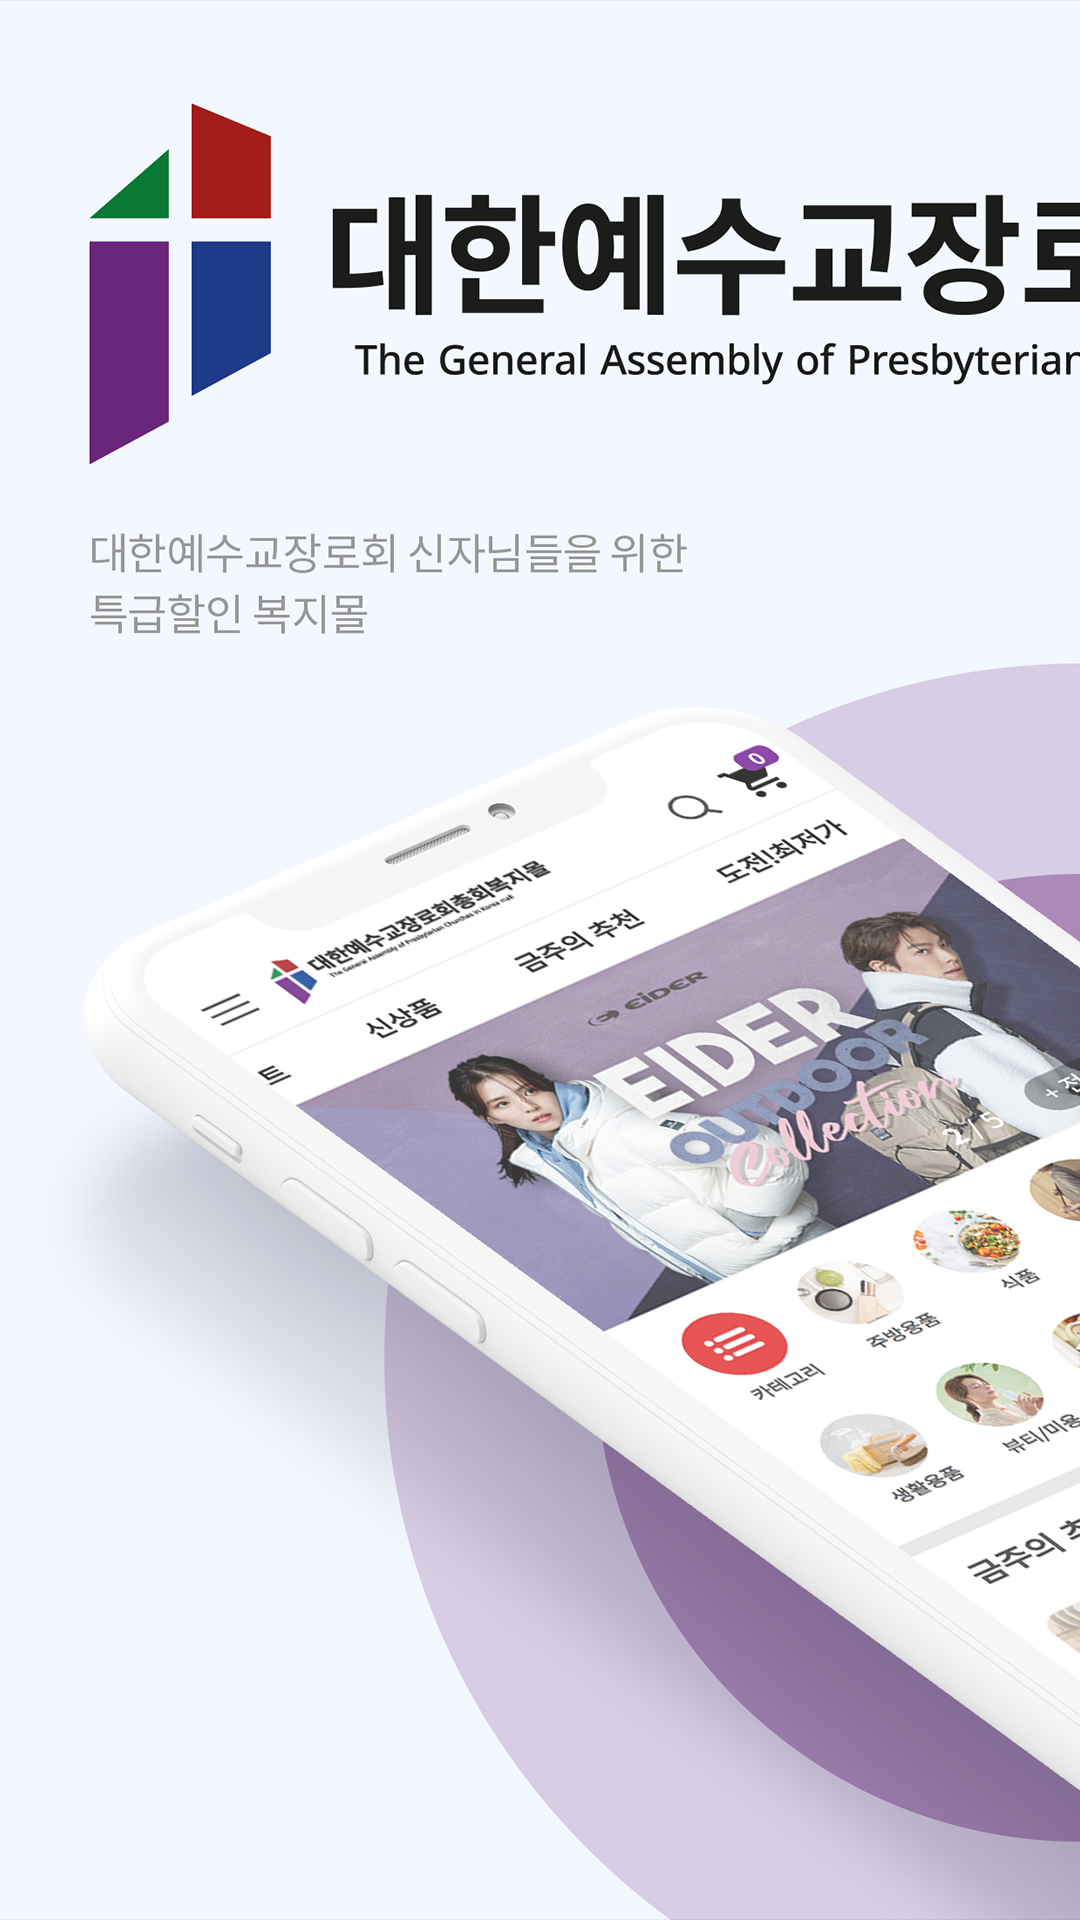 대한예수교장로
The General Assembly of Presbyterian
대한예수교장로회 신자님들을 위한
특급할인 복지몰
0
대한예수교장로회총회복지몰
The General Assembly of Presbyterian Churches in Korea mall
트
신상품
금주의 추천
도전!최저가
EIDER
EIDER
OUTDOOR
Collection
2 / 5
+ 전
카테고리
주방용품
식품
생활용품
뷰티/미용
금주의 추